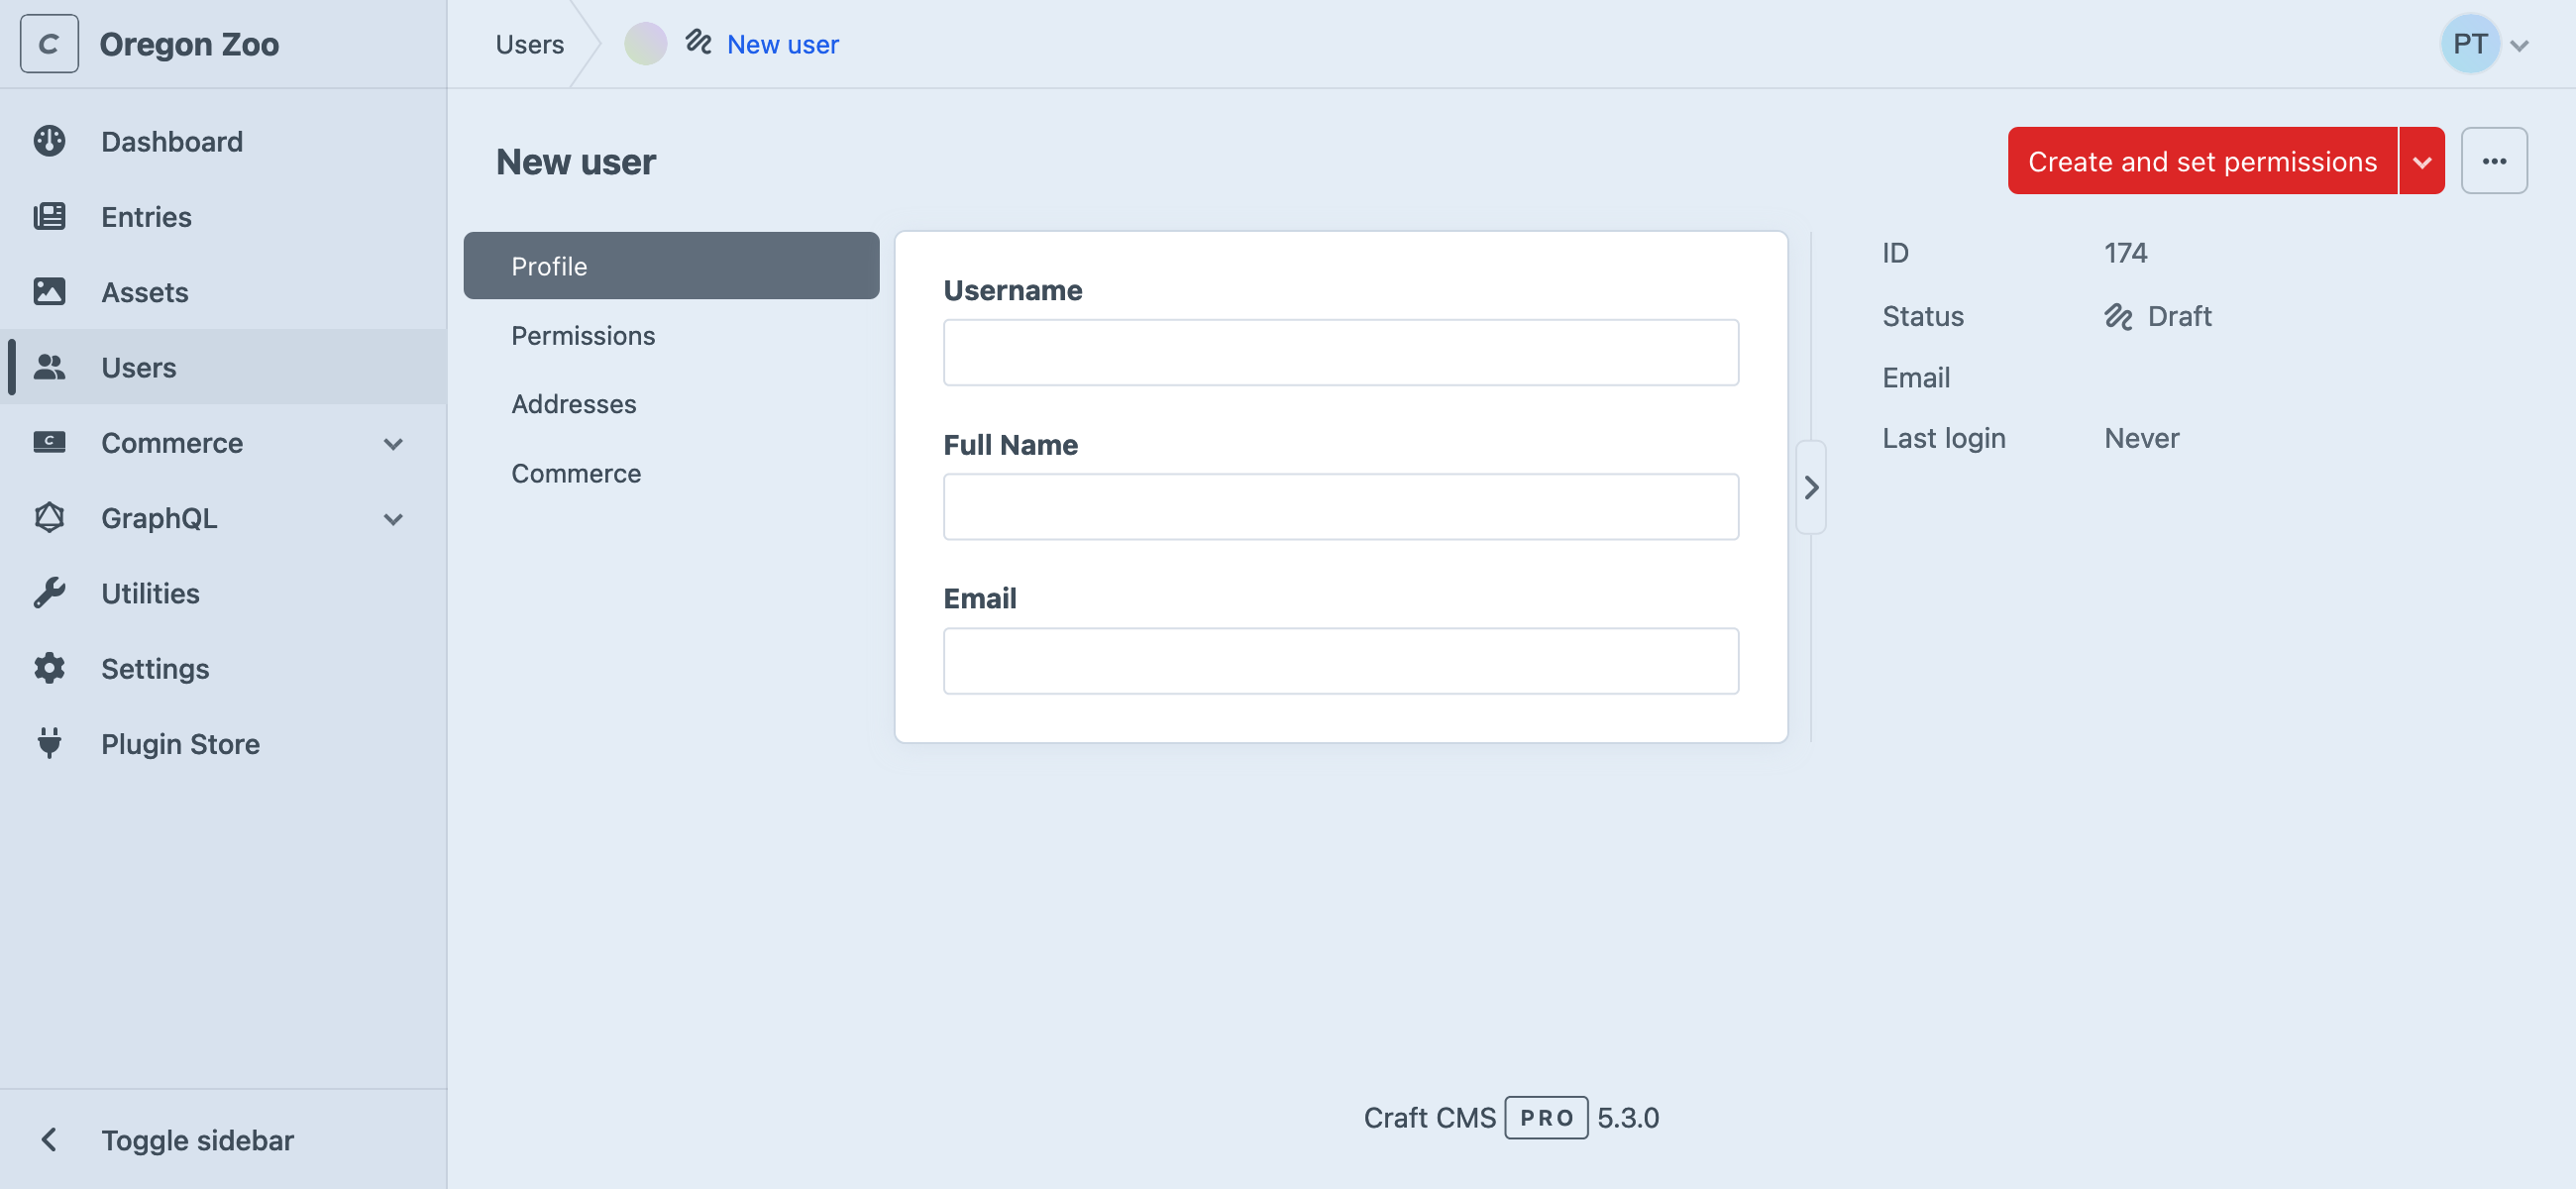 C Oregon Zoo
Users
New user
PT
Dashboard
Entries
Assets
Users
Commerce
GraphQL
Utilities
Settings
Plugin Store
Toggle sidebar
New user
Create and set permissions
Profile
Permissions
Addresses
Commerce
Username
Full Name
Email
ID 174
Status Draft
Email
Last login Never
Craft CMS PRO 5.3.0